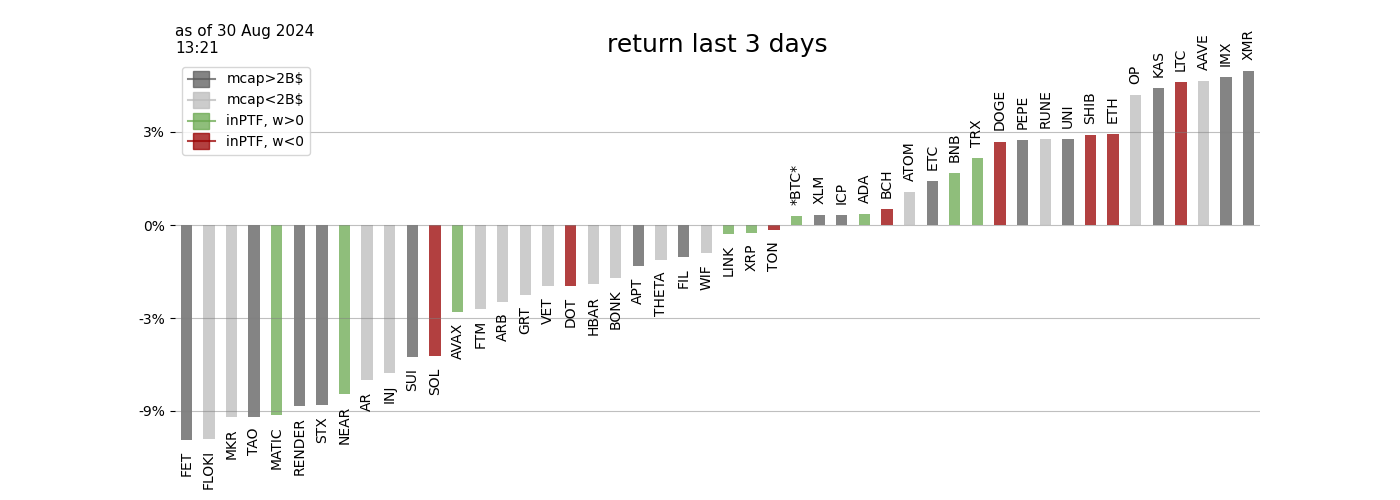 as of 30 Aug 2024
13:21
return last 3 days
mcap>2B$
mcap<2B$
inPTF, w>0
inPTF, w<0
3%
0%
-3%
-9%
FET
FLOKI
MKR
TAO
MATIC
RENDER
STX
NEAR
AR
INJ
SUI
SOL
AVAX
FTM
ARB
GRT
VET
DOT
HBAR
BONK
APT
THETA
FIL
WIF
LINK
XRP
TON
*BTC*
XLM
ICP
ADA
BCH
ATOM
ETC
BNB
TRX
DOGE
PEPE
RUNE
UNI
SHIB
ETH
OP
KAS
LTC
AAVE
IMX
XMR